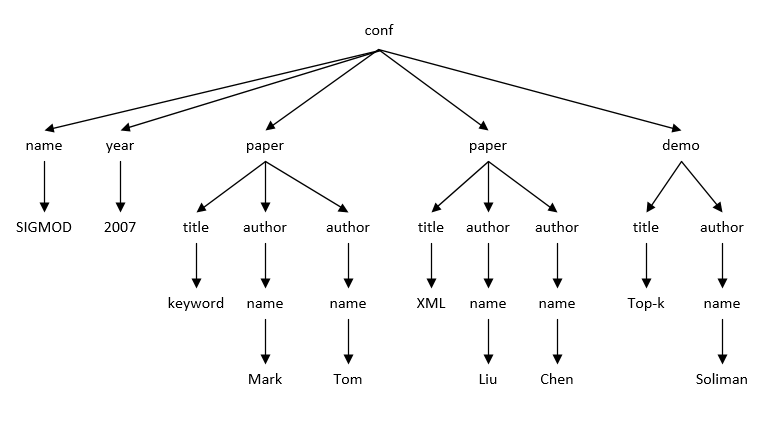 conf
name year paper paper demo
SIGMOD 2007 title author author title author author title author
keyword name name XML name name Top-k name
Mark Tom Liu Chen Soliman